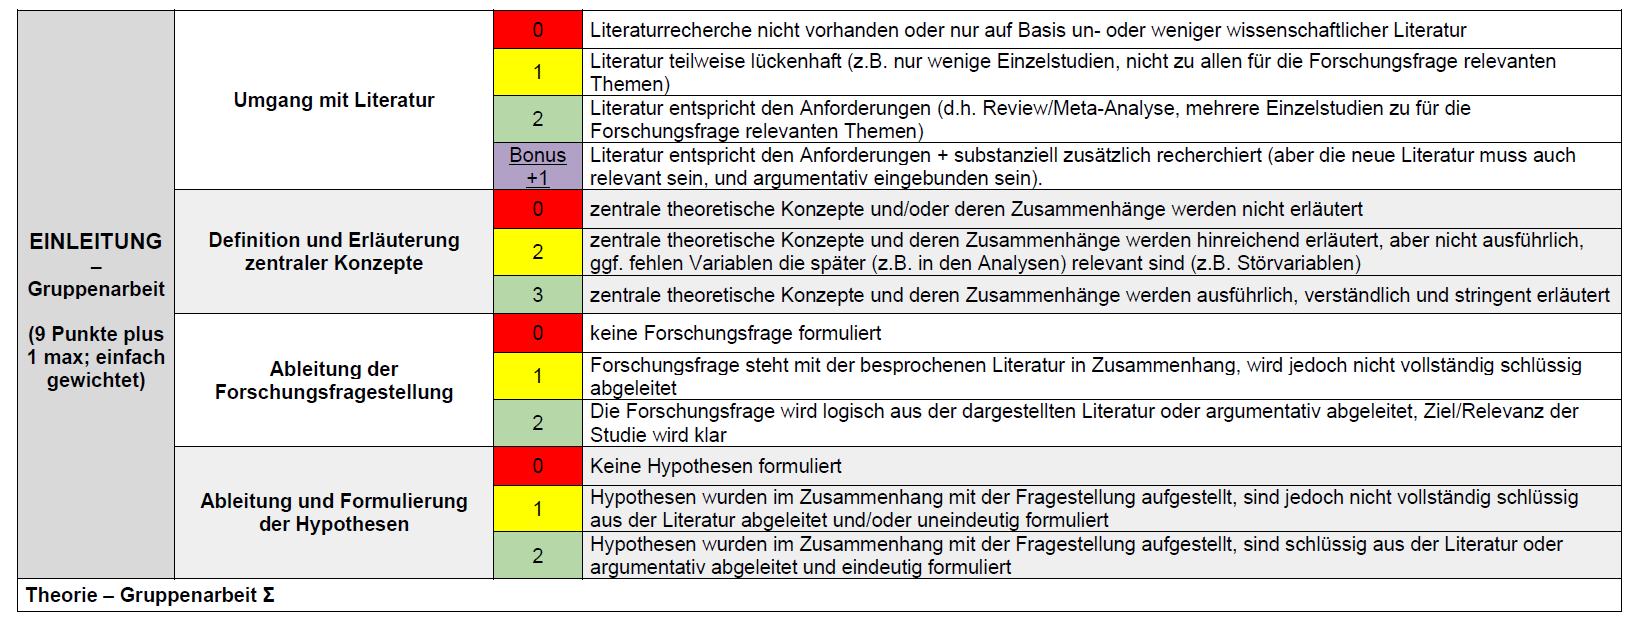 EINLEITUNG
–
Gruppenarbeit
(9 Punkte plus
1 max; einfach
gewichtet)
Umgang mit Literatur
0
Literaturrecherche nicht vorhanden oder nur auf Basis un- oder weniger wissenschaftlicher Literatur
1
Literatur teilweise lückenhaft (z.B. nur wenige Einzelstudien, nicht zu allen für die Forschungsfrage relevanten
Themen)
2
Literatur entspricht den Anforderungen (d.h. Review/Meta-Analyse, mehrere Einzelstudien zu für die
Forschungsfrage relevanten Themen)
Bonus
+1
Literatur entspricht den Anforderungen + substanziell zusätzlich recherchiert (aber die neue Literatur muss auch
relevant sein, und argumentativ eingebunden sein).
Definition und Erläuterung
zentraler Konzepte
0
zentrale theoretische Konzepte und/oder deren Zusammenhänge werden nicht erläutert
2
zentrale theoretische Konzepte und deren Zusammenhänge werden hinreichend erläutert, aber nicht ausführlich,
ggf. fehlen Variablen die später (z.B. in den Analysen) relevant sind (z.B. Störvariablen)
3
zentrale theoretische Konzepte und deren Zusammenhänge werden ausführlich, verständlich und stringent erläutert
Ableitung der
Forschungsfragestellung
0
keine Forschungsfrage formuliert
1
Forschungsfrage steht mit der besprochenen Literatur in Zusammenhang, wird jedoch nicht vollständig schlüssig
abgeleitet
2
Die Forschungsfrage wird logisch aus der dargestellten Literatur oder argumentativ abgeleitet, Ziel/Relevanz der
Studie wird klar
Ableitung und Formulierung
der Hypothesen
0
Keine Hypothesen formuliert
1
Hypothesen wurden im Zusammenhang mit der Fragestellung aufgestellt, sind jedoch nicht vollständig schlüssig
aus der Literatur abgeleitet und/oder uneindeutig formuliert
2
Hypothesen wurden im Zusammenhang mit der Fragestellung aufgestellt, sind schlüssig aus der Literatur oder
argumentativ abgeleitet und eindeutig formuliert
Theorie – Gruppenarbeit Σ